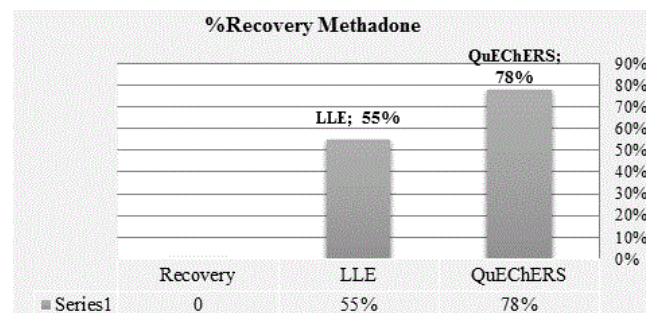 %Recovery Methadone
QuEChERS;
78%
LLE; 55%
90%
80%
70%
60%
50%
40%
30%
20%
10%
0%
Recovery LLE QuEChERS
Series1 0 55% 78%